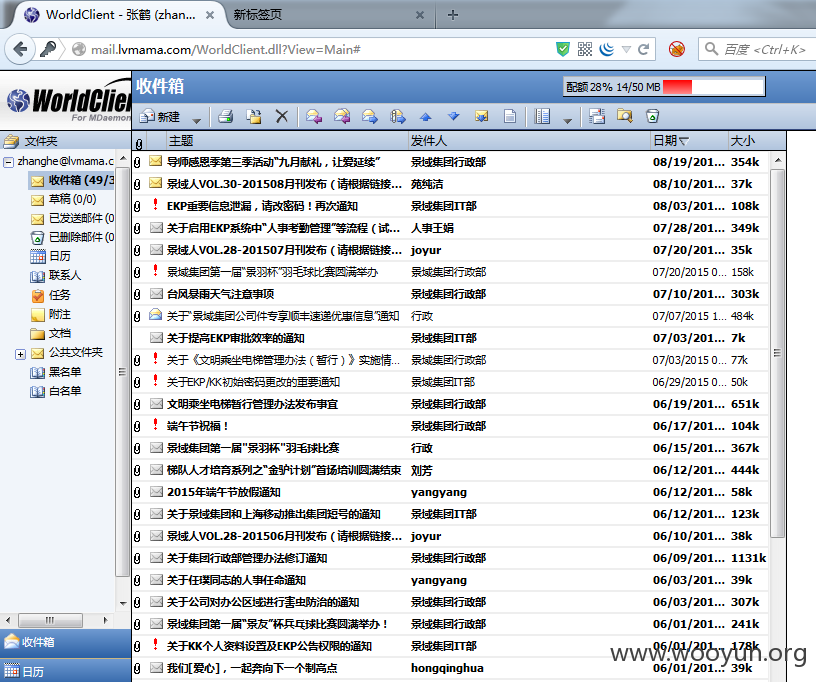 WorldClient - 张鹤 (zhan...
新标签页
mail.lvmama.com/WorldClient.dll?View=Main#
百度 <Ctrl+K>
WorldClien
For MDaemon
收件箱
配额 28% 14/50 MB
新建
文件夹
主题 发件人 日期 大小
zhanghe@lvmama.c
收件箱 (49/3
草稿 (0/0)
已发送邮件 (0
已删除邮件 (0
日历
联系人
任务
附注
文档
公共文件夹
黑名单
白名单
收件箱
日历
导师感恩季第三季活动“九月献礼，让爱延续” 景域集团行政部 08/19/201... 354k
景域人VOL.30-201508月刊发布（请根据链接... 苑纯洁 08/10/201... 37k
EKP重要信息泄漏，请改密码！再次通知 景域集团IT部 08/03/201... 108k
关于启用EKP系统中“人事考勤管理”等流程（试... 人事王娟 07/28/201... 349k
景域人VOL.28-201507月刊发布（请根据链接... joyur 07/20/201... 35k
景域集团第一届“景羽杯”羽毛球比赛圆满举办 景域集团行政部 07/20/2015 0... 158k
台风暴雨天气注意事项 景域集团行政部 07/10/201... 303k
关于“景域集团公司件专享顺丰速递优惠信息”通知 行政 07/07/2015 1... 484k
关于提高EKP审批效率的通知 景域集团IT部 07/03/201... 7k
关于《文明乘坐电梯管理办法（暂行）》实施情... 景域集团行政部 07/03/2015 0... 77k
关于EKP/KK初始密码更改的重要通知 景域集团IT部 06/29/2015 0... 50k
文明乘坐电梯暂行管理办法发布事宜 景域集团行政部 06/19/201... 651k
端午节祝福！ 景域集团行政部 06/17/201... 104k
景域集团第一届"景羽杯"羽毛球比赛 行政 06/15/201... 367k
梯队人才培育系列之“金驴计划”首场培训圆满结束 刘芳 06/12/201... 444k
2015年端午节放假通知 yangyang 06/12/201... 58k
关于景域集团和上海移动推出集团短号的通知 景域集团IT部 06/12/201... 123k
景域人VOL.28-201506月刊发布（请根据链接... joyur 06/10/201... 38k
关于集团行政部管理办法修订通知 景域集团行政部 06/09/201... 1131k
关于任璞同志的人事任命通知 yangyang 06/03/201... 39k
关于公司对办公区域进行害虫防治的通知 景域集团行政部 06/03/201... 307k
景域集团第一届“景友”杯乒乓球比赛圆满举办！ 景域集团行政部 06/01/201... 241k
关于KK个人资料设置及EKP公告权限的通知 景域集团IT部 06/01/201... 178k
我们[爱心]，一起奔向下一个制高点 hongqinghua 06/01/201... 39k
www.wooyun.org